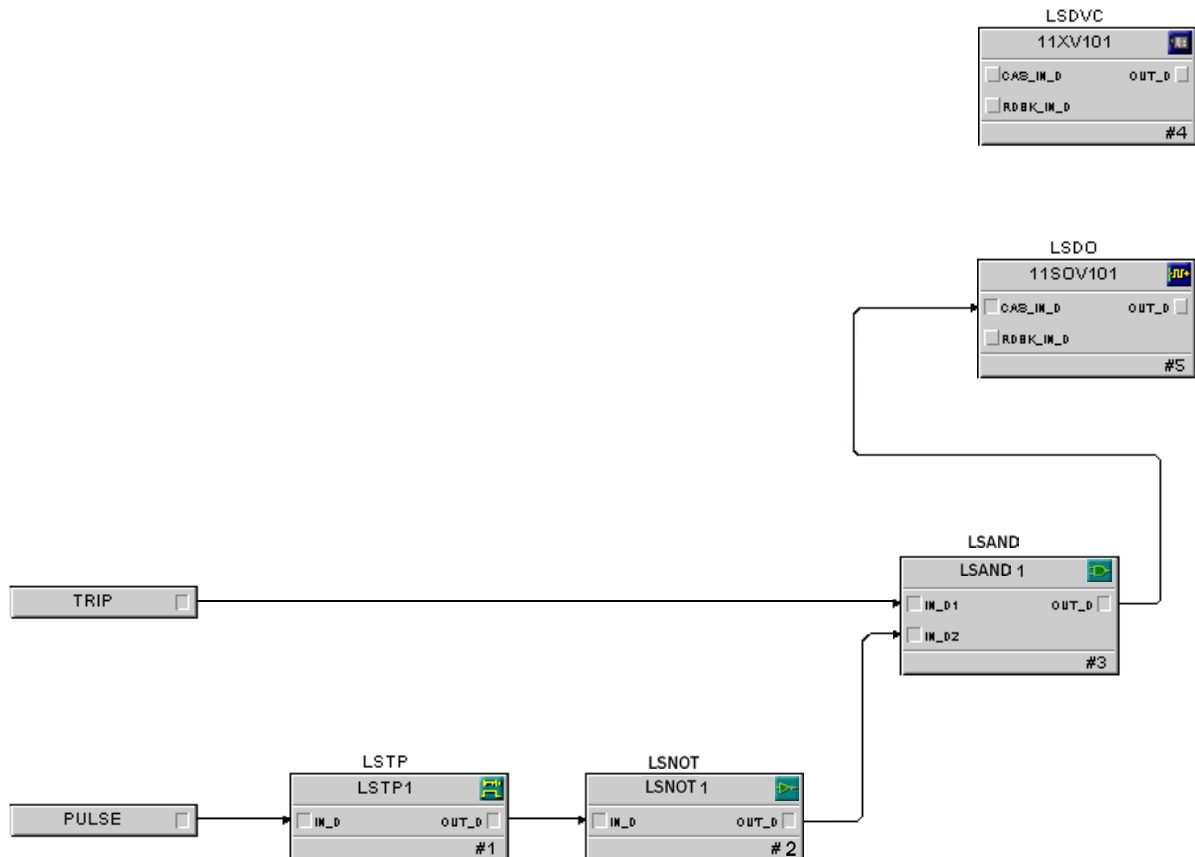 LSDVC
11XV101
CAS_IN_D OUT_D
RDBK_IN_D
#4
LSDO
11SOV101
CAS_IN_D OUT_D
RDBK_IN_D
#5
LSAND
LSAND 1
IN_D1 OUT_D
IN_D2
#3
TRIP
LSTP
LSTP1
IN_D OUT_D
#1
LSNOT
LSNOT 1
IN_D OUT_D
#2
PULSE